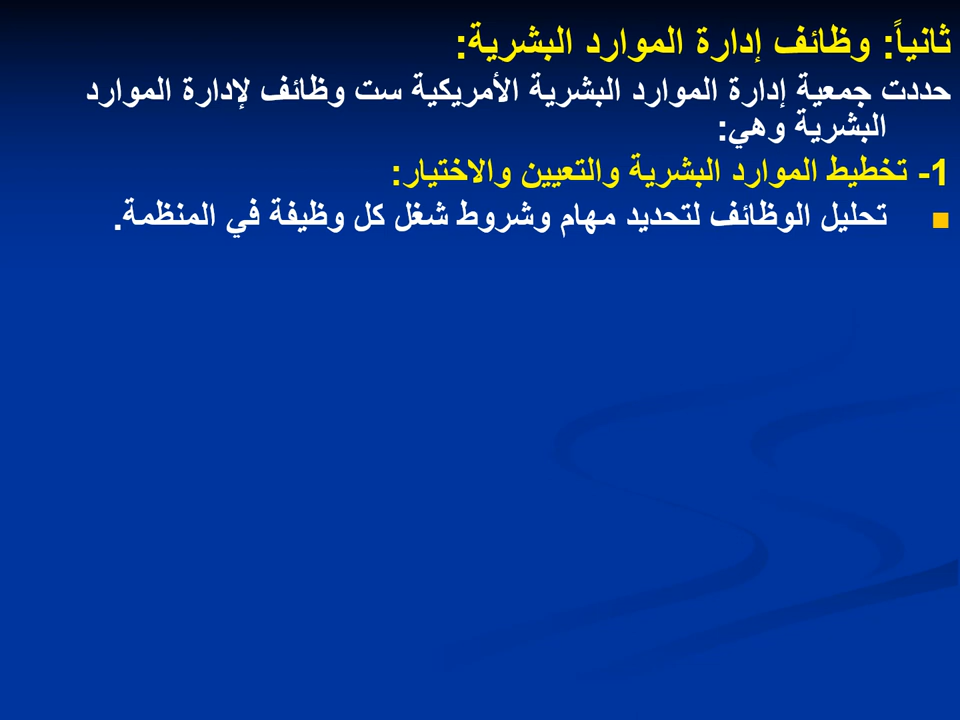 ثانياً: وظائف إدارة الموارد البشرية:
حددت جمعية إدارة الموارد البشرية الأمريكية ست وظائف لإدارة الموارد
البشرية وهي:
1- تخطيط الموارد البشرية والتعيين والاختيار:
■ تحليل الوظائف لتحديد مهام وشروط شغل كل وظيفة في المنظمة.